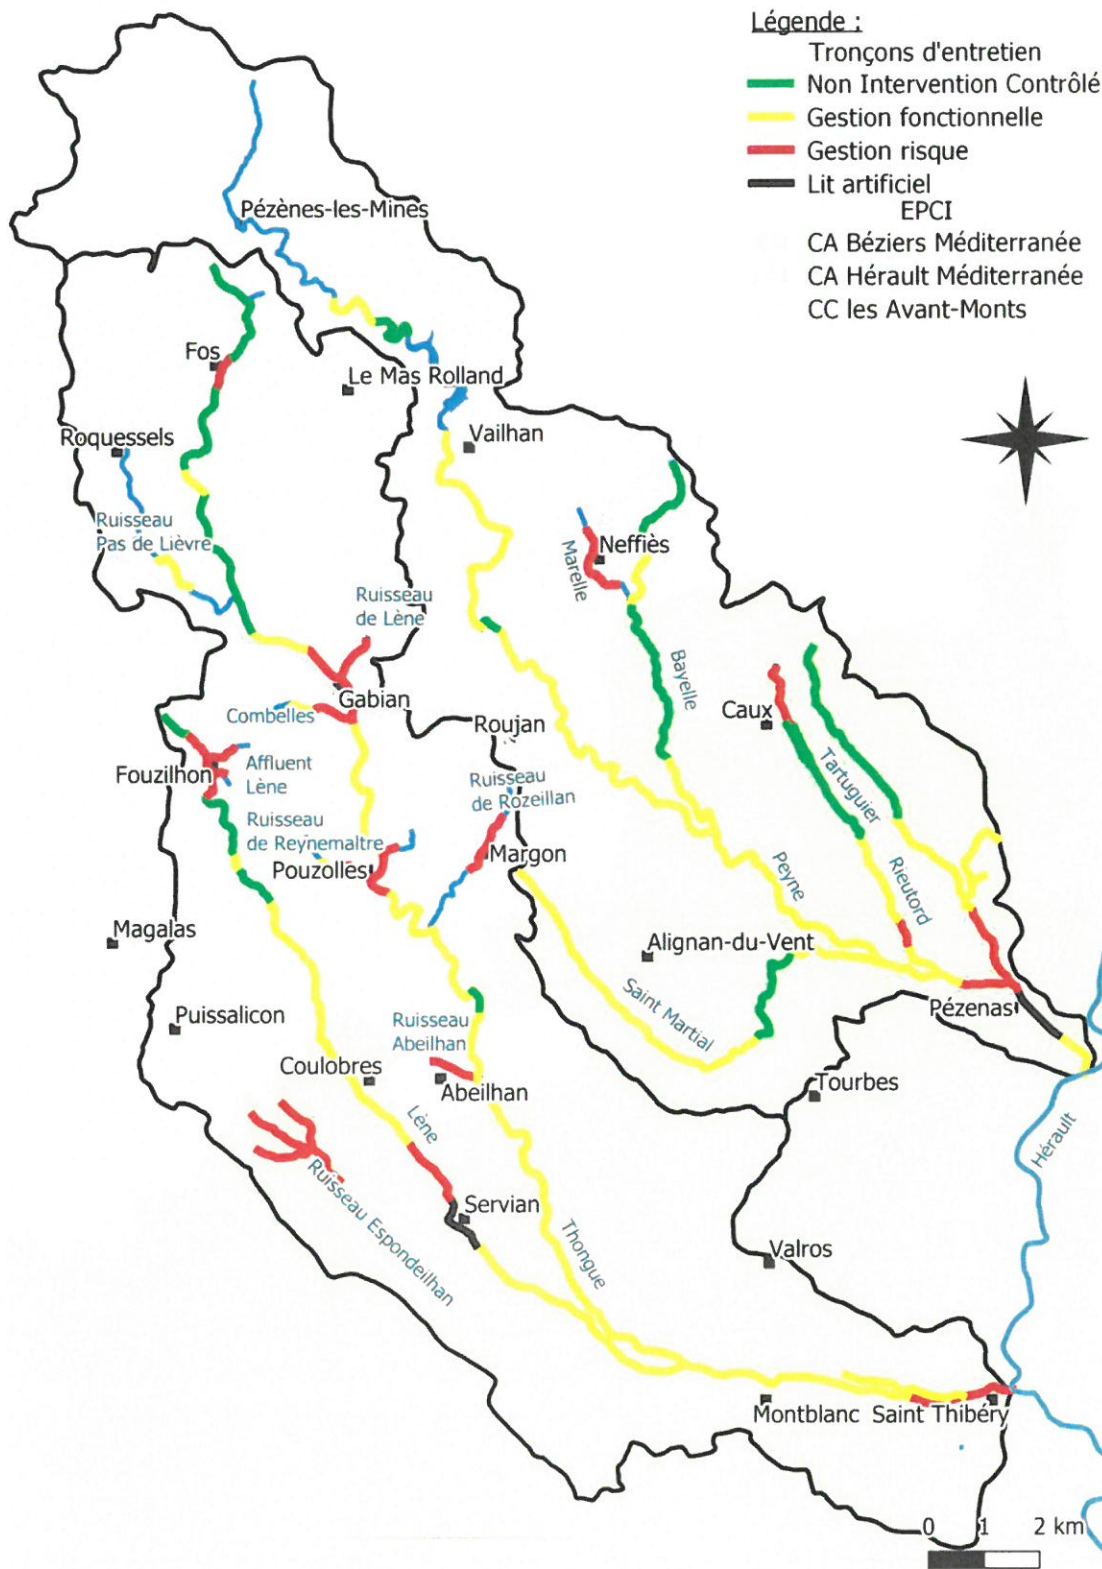 Légende :
Tronçons d'entretien
Non Intervention Contrôlé
Gestion fonctionnelle
Gestion risque
Lit artificiel
EPCI
CA Béziers Méditerranée
CA Hérault Méditerranée
CC les Avant-Monts
Pézènes-les-Mines
Fos
Le Mas Rolland
Roquessels
Vailhan
Ruisseau
Pas de Lièvre
Neffiès
Marelle
Ruisseau
de Lène
Bayelle
Gabian
Combelles
Roujan
Caux
Fouzilhon
Affluent
Lène
Ruisseau
de Rozeillan
Tartuguier
Ruisseau
de Reynemaltre
Pouzolles
Margon
Peyne
Rieutord
Magalas
Alignan-du-Vent
Saint Martial
Puissalicon
Ruisseau
Abeilhan
Pézenas
Coulobres
Abeilhan
Tourbes
Lène
Hérault
Ruisseau Espondeilhan
Servian
Thongue
Valros
Montblanc
Saint Thibéry
0 1 2 km